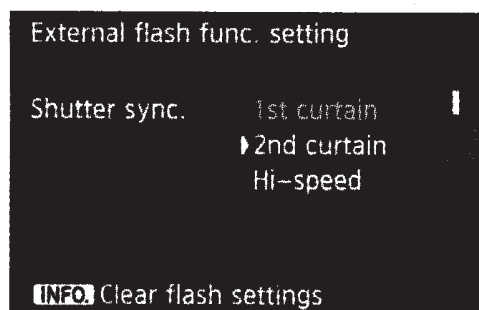 External flash func. setting
Shutter sync. 1st curtain
2nd curtain
Hi-speed
INFO. Clear flash settings